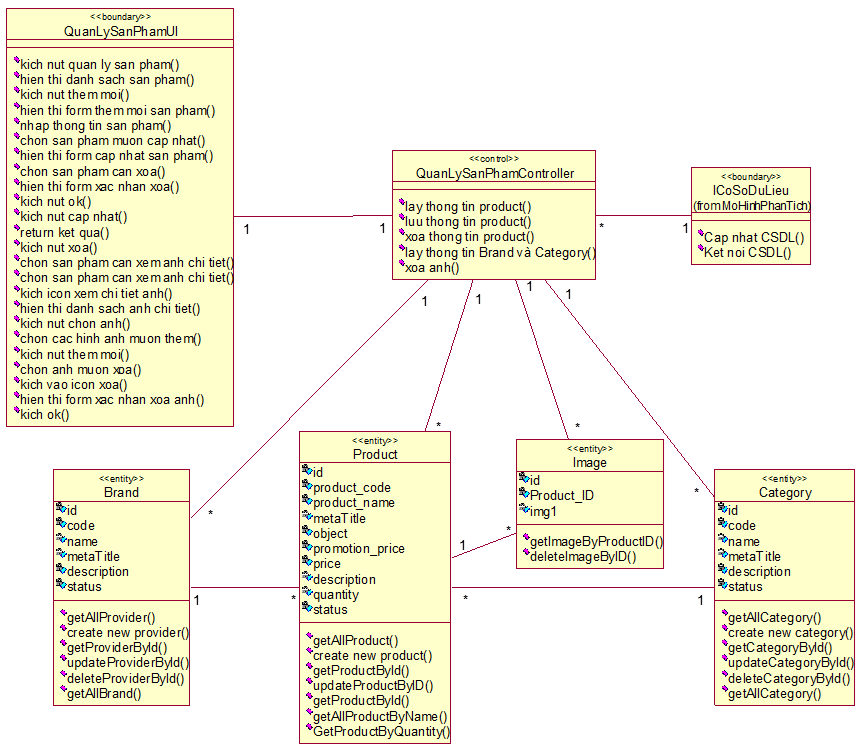 <<boundary>>
QuanLySanPhamUI
kich nut quan ly san pham()
hien thi danh sach san pham()
kich nut them moi()
hien thi form them moi san pham()
nhap thong tin san pham()
chon san pham muon cap nhat()
hien thi form cap nhat san pham()
chon san pham can xoa()
hien thi form xac nhan xoa()
kich nut ok()
kich nut cap nhat()
return ket qua()
kich nut xoa()
chon san pham can xem anh chi tiet()
chon san pham can xem anh chi tiet()
kich icon xem chi tiet anh()
hien thi danh sach anh chi tiet()
kich nut chon anh()
chon cac hinh anh muon them()
kich nut them moi()
chon anh muon xoa()
kich vao icon xoa()
hien thi form xac nhan xoa anh()
kich ok()
1
1
<<control>>
QuanLySanPhamController
lay thong tin product()
luu thong tin product()
xoa thong tin product()
lay thong tin Brand và Category()
xoa anh()
*
1
<<boundary>>
ICoSoDuLieu
(from MoHinhPhanTich)
Cap nhat CSDL()
Ket noi CSDL()
1
1
1
1
*
*
*
*
<<entity>>
Brand
id
code
name
metaTitle
description
status
getAllProvider()
create new provider()
getProviderById()
updateProviderById()
deleteProviderById()
getAllBrand()
1
*
<<entity>>
Product
id
product_code
product_name
metaTitle
object
promotion_price
price
description
quantity
status
getAllProduct()
create new product()
getProductById()
updateProductByID()
getProductById()
getAllProductByName()
GetProductByQuantity()
1
*
<<entity>>
Image
id
Product_ID
img1
getImageByProductID()
deleteImageByID()
*
1
<<entity>>
Category
id
code
name
metaTitle
description
status
getAllCategory()
create new category()
getCategoryById()
updateCategoryById()
deleteCategoryById()
getAllCategory()